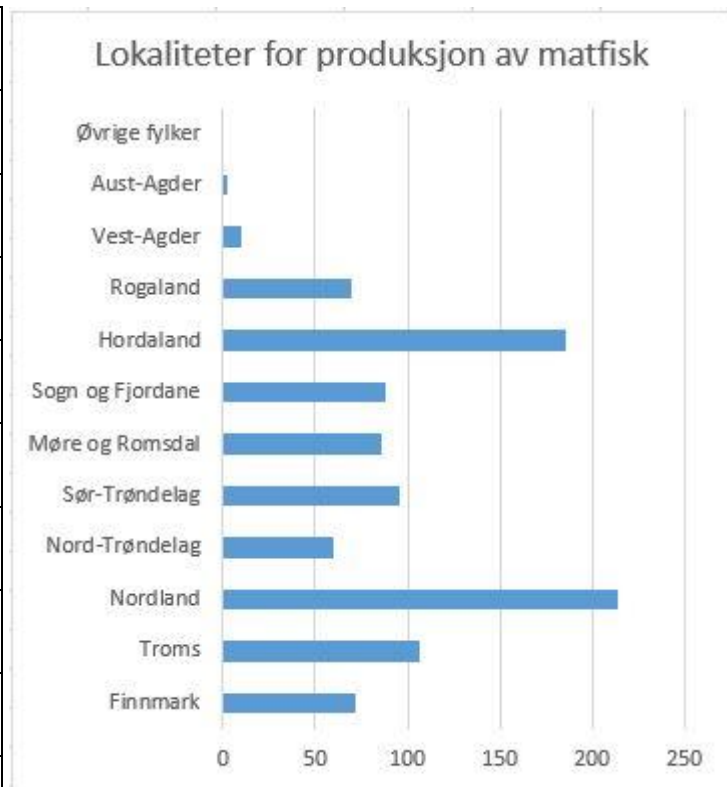 Lokaliteter for produksjon av matfisk
Øvrige fylker
Aust-Agder
Vest-Agder
Rogaland
Hordaland
Sogn og Fjordane
Møre og Romsdal
Sør-Trøndelag
Nord-Trøndelag
Nordland
Troms
Finnmark
0 50 100 150 200 250